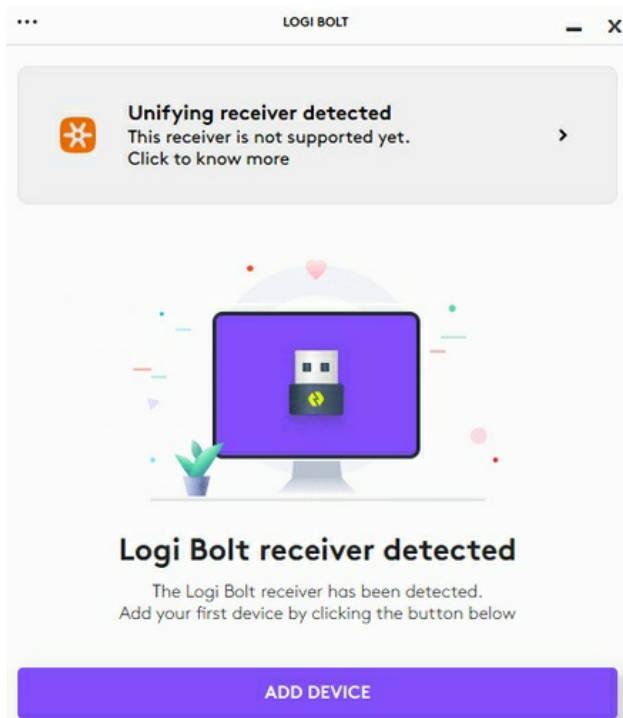 LOGI BOLT
Unifying receiver detected
This receiver is not supported yet.
Click to know more
Logi Bolt receiver detected
The Logi Bolt receiver has been detected.
Add your first device by clicking the button below
ADD DEVICE